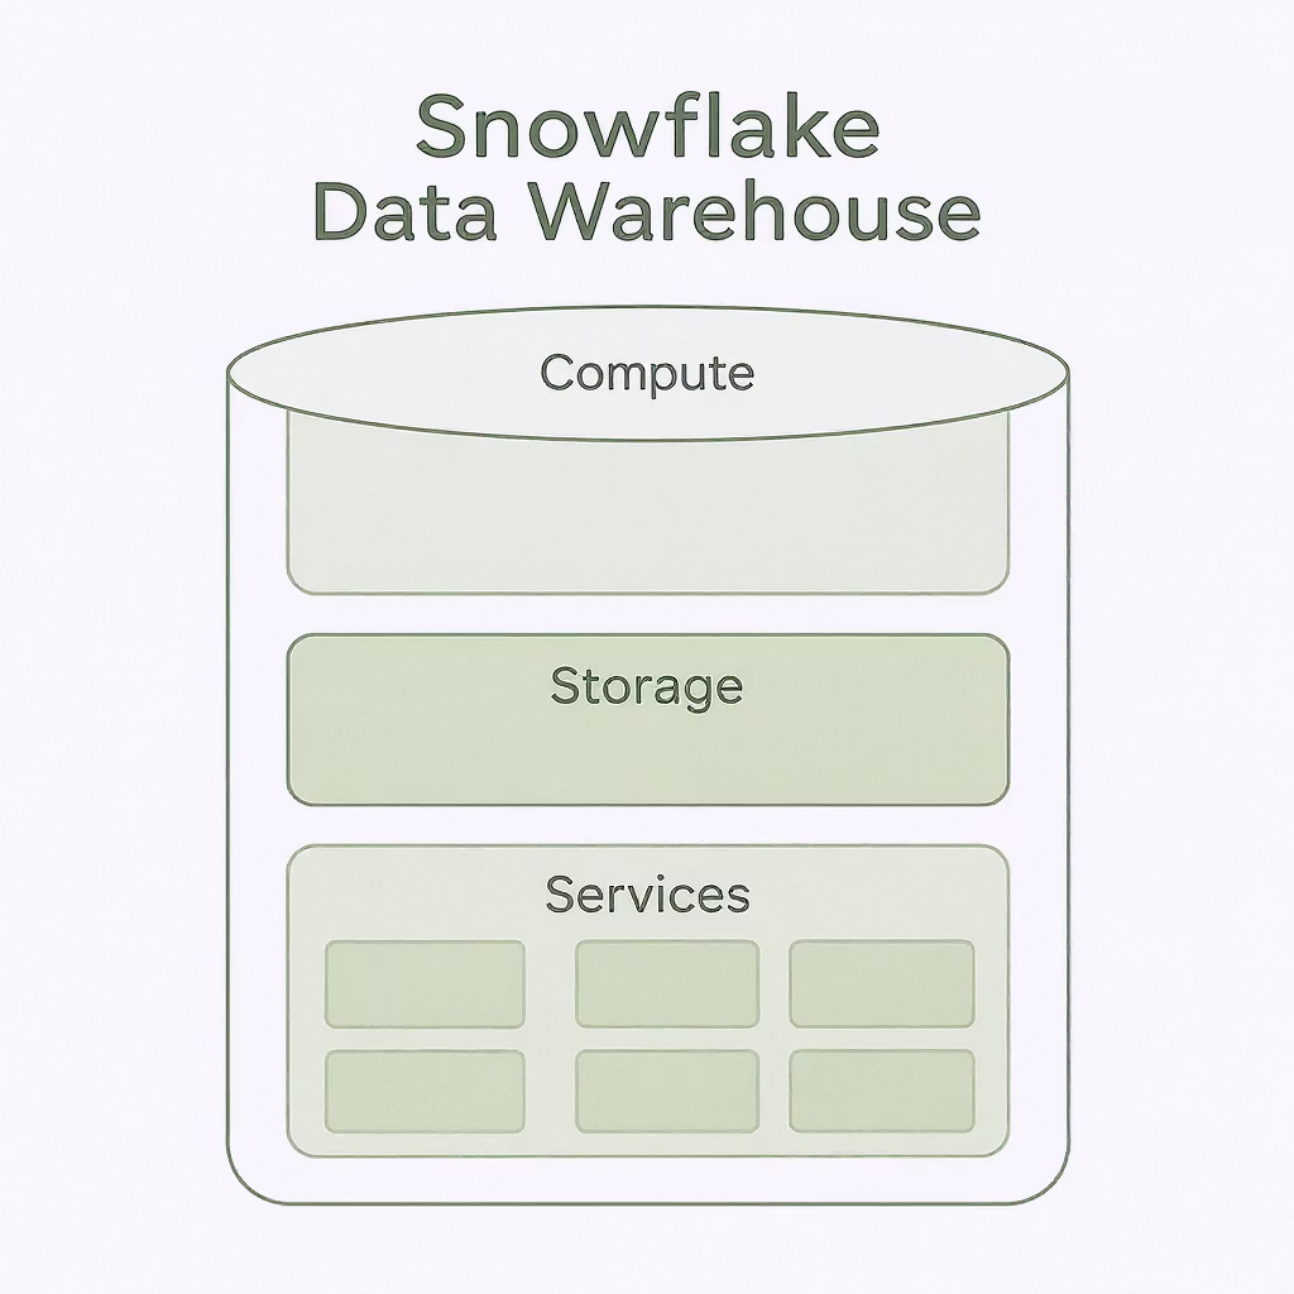 Snowflake
Data Warehouse
Compute
Storage
Services